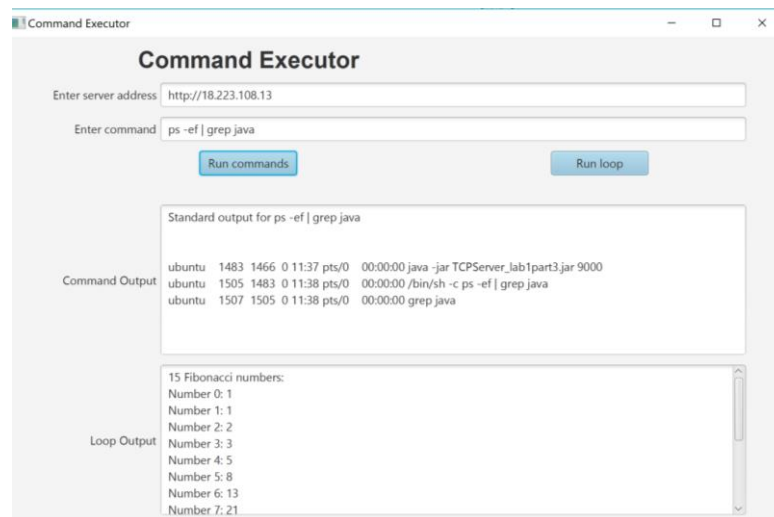 Command Executor
Command Executor
Enter server address http://18.223.108.13
Enter command ps -ef | grep java
Run commands Run loop
Standard output for ps -ef | grep java
ubuntu 1483 1466 0 11:37 pts/0 00:00:00 java -jar TCPServer_lab1part3.jar 9000
Command Output
ubuntu 1505 1483 0 11:38 pts/0 00:00:00 /bin/sh -c ps -ef | grep java
ubuntu 1507 1505 0 11:38 pts/0 00:00:00 grep java
15 Fibonacci numbers:
Number 0: 1
Number 1: 1
Number 2: 2
Loop Output
Number 3: 3
Number 4: 5
Number 5: 8
Number 6: 13
Number 7: 21